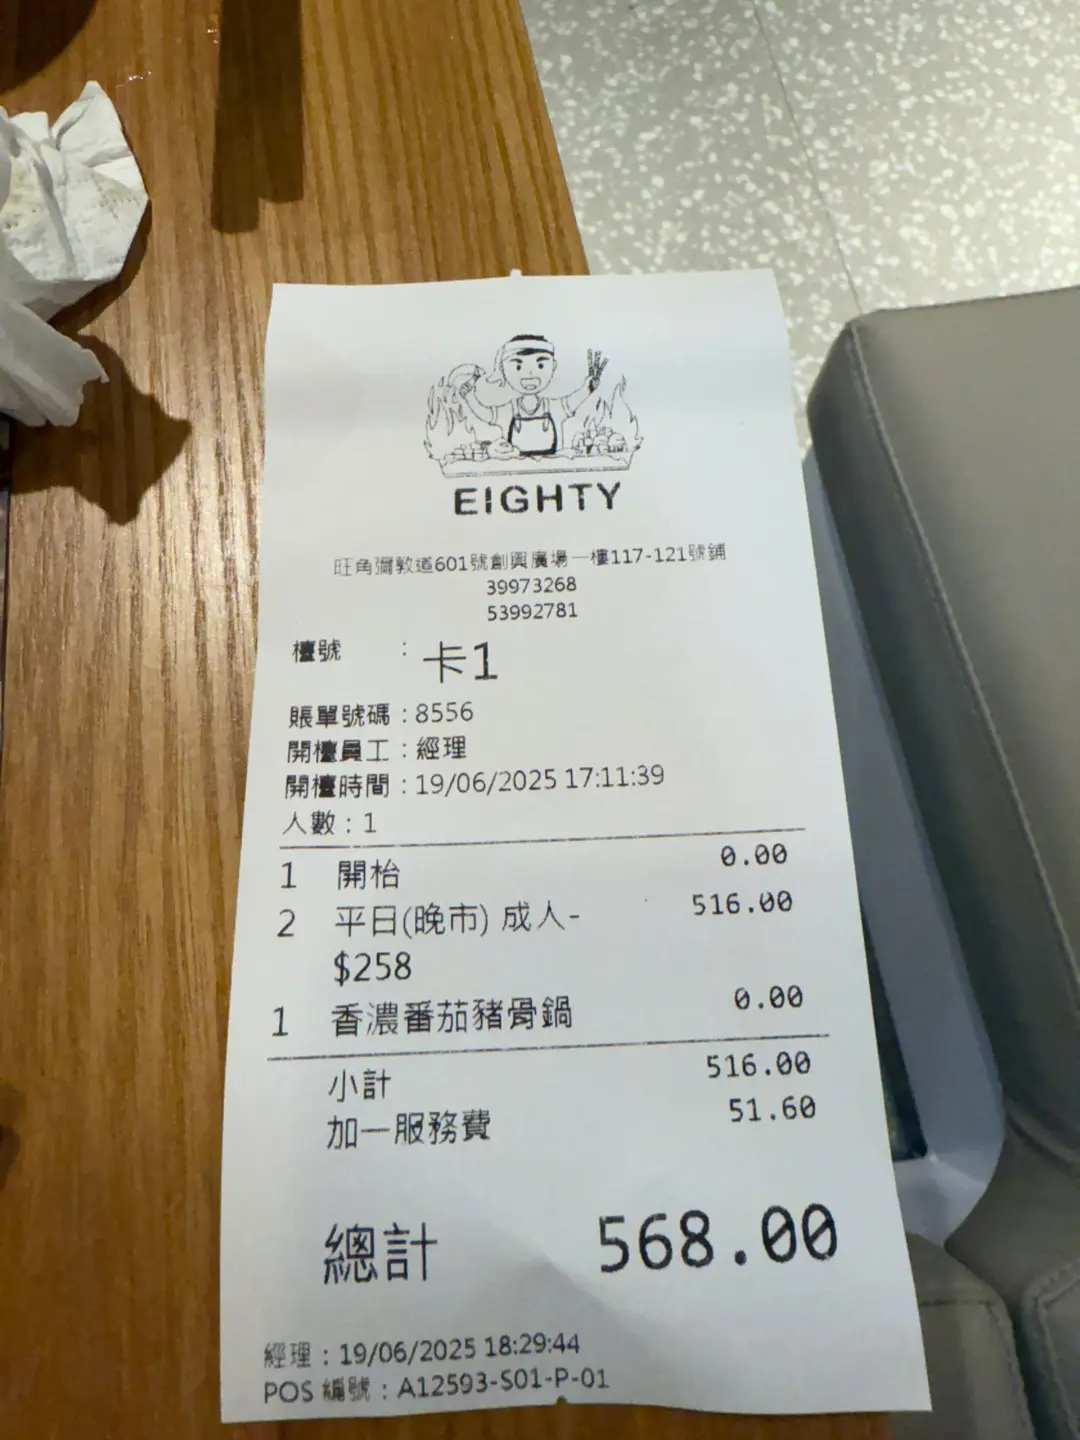 EIGHTY
旺角彌敦道601號創興廣場一樓117-121號鋪
39973268
53992781
檯號 : 卡1
賬單號碼 : 8556
開檯員工 : 經理
開檯時間 : 19/06/2025 17:11:39
人數 : 1
1 開枱 0.00
2 平日(晚市) 成人- 516.00
$258
1 香濃番茄豬骨鍋 0.00
小計 516.00
加一服務費 51.60
總計 568.00
經理 : 19/06/2025 18:29:44
POS 編號 : A12593-S01-P-01